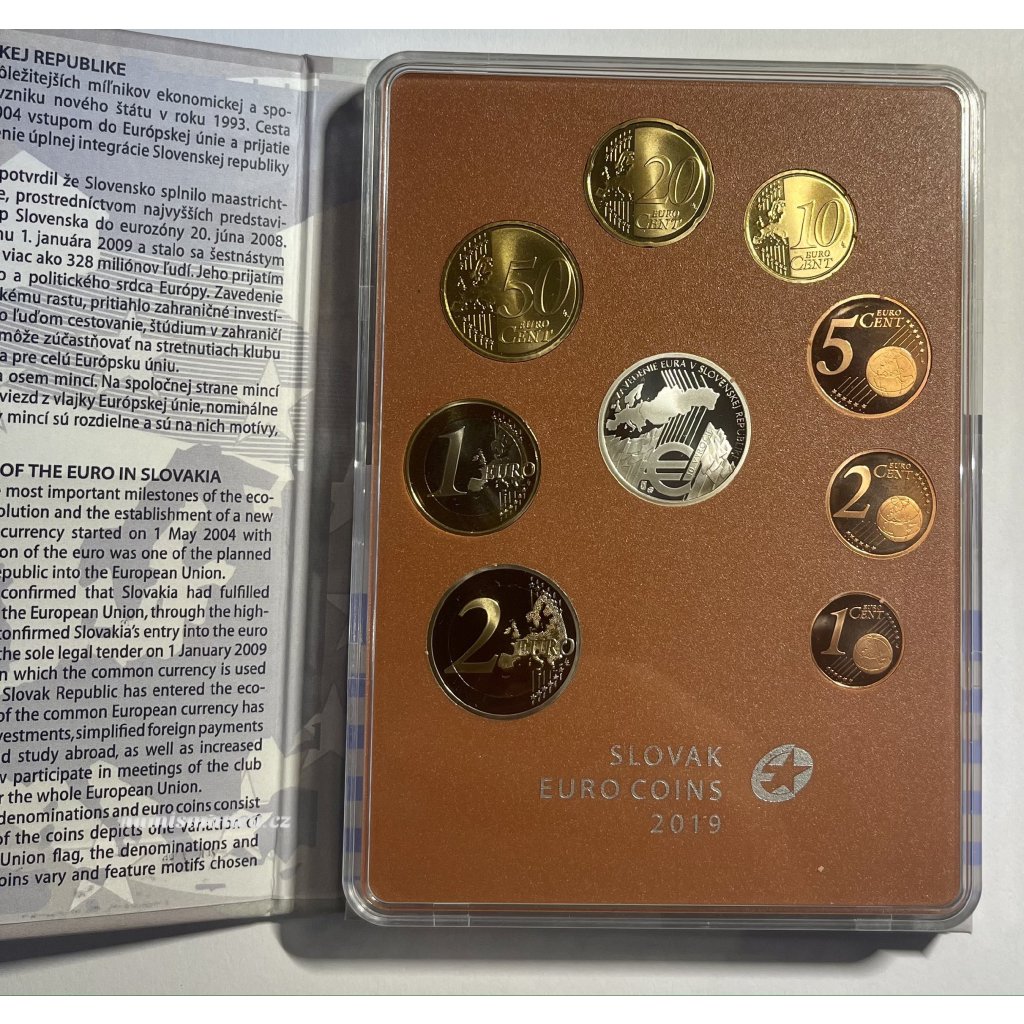 KEJ REPUBLIKE
ôležitejších míľnikov ekonomickej a spo-
vzniku nového štátu v roku 1993. Cesta
004 vstupom do Európskej únie a prijatie
enie úplnej integrácie Slovenskej republiky
potvrdil že Slovensko splnilo maastricht-
e, prostredníctvom najvyšších predstavi-
p Slovenska do eurozóny 20. júna 2008.
nu 1. januára 2009 a stalo sa šestnástym
viac ako 328 miliónov ľudí. Jeho prijatím
o a politického srdca Európy. Zavedenie
kému rastu, pritiahlo zahraničné investí-
o ľuďom cestovanie, štúdium v zahraničí
môže zúčastňovať na stretnutiach klubu
a pre celú Európsku úniu.
a osem mincí. Na spoločnej strane mincí
viezd z vlajky Európskej únie, nominálne
y mincí sú rozdielne a sú na nich motívy,
OF THE EURO IN SLOVAKIA
e most important milestones of the eco-
olution and the establishment of a new
currency started on 1 May 2004 with
on of the euro was one of the planned
epublic into the European Union.
confirmed that Slovakia had fulfilled
the European Union, through the high-
confirmed Slovakia's entry into the euro
the sole legal tender on 1 January 2009
n which the common currency is used
Slovak Republic has entered the eco-
of the common European currency has
vestments, simplified foreign payments
d study abroad, as well as increased
v participate in meetings of the club
r the whole European Union.
denominations and euro coins consist
of the coins depicts one variation of
Union flag, the denominations and
oins vary and feature motifs chosen
20
EURO
CENT
10
EURO
CENT
50
EURO
CENT
5
EURO
CENT
ZAVEDENIE EURA V SLOVENSKEJ REPUBLIKE
€
1
EURO
2
EURO
CENT
2
EURO
1
EURO
CENT
SLOVAK
EURO COINS
2019